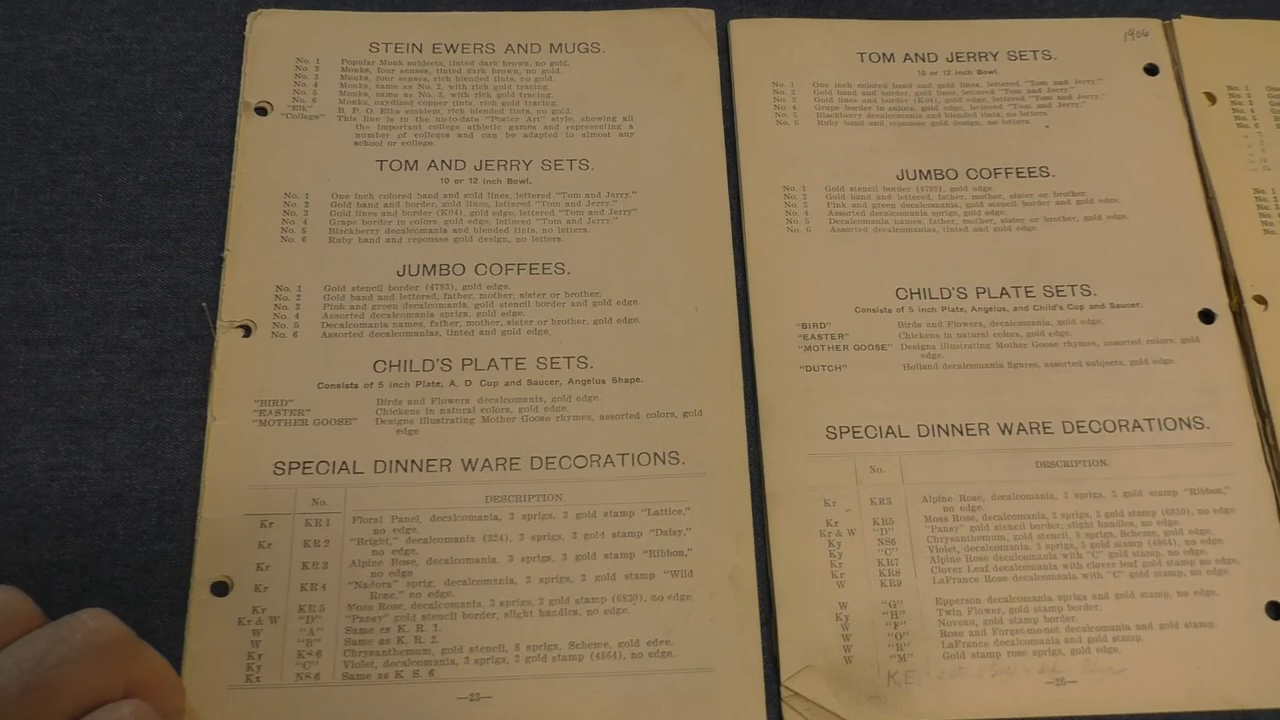 STEIN EWERS AND MUGS.
No. 1 Popular Monk subjects, tinted dark brown, no gold.
No. 2 Monks, four senses, tinted dark brown, no gold.
No. 3 Monks, four senses, rich blended tints, no gold.
No. 4 Monks, same as No. 2, with rich gold tracing.
No. 5 Monks, same as No. 3, with rich gold tracing.
No. 6 Monks, oxydized copper tints, rich gold tracing.
"Elk" B. P. O. Elks emblem, rich blended tints, no gold.
"College" This line is in the up-to-date "Poster Art" style, showing all
the important college athletic games and representing a
number of colleges and can be adapted to almost any
school or college.
TOM AND JERRY SETS.
10 or 12 Inch Bowl.
No. 1 One inch colored band and gold lines, lettered "Tom and Jerry."
No. 2 Gold band and border, gold lines, lettered "Tom and Jerry."
No. 3 Gold lines and border (K94), gold edge, lettered "Tom and Jerry"
No. 4 Grape border in colors, gold edge, lettered "Tom and Jerry."
No. 5 Blackberry decalcomania and blended tints, no letters.
No. 6 Ruby band and repousse gold design, no letters.
JUMBO COFFEES.
No. 1 Gold stencil border (4793), gold edge.
No. 2 Gold band and lettered, father, mother, sister or brother.
No. 3 Pink and green decalcomania, gold stencil border and gold edge.
No. 4 Assorted decalcomania sprigs, gold edge.
No. 5 Decalcomania names, father, mother, sister or brother, gold edge.
No. 6 Assorted decalcomanias, tinted and gold edge.
CHILD'S PLATE SETS.
Consists of 5 inch Plate, A. D Cup and Saucer, Angelus Shape.
"BIRD" Birds and Flowers decalcomania, gold edge.
"EASTER" Chickens in natural colors, gold edge.
"MOTHER GOOSE" Designs illustrating Mother Goose rhymes, assorted colors, gold
edge
SPECIAL DINNER WARE DECORATIONS.
No. DESCRIPTION.
Kr KR1 Floral Panel, decalcomania, 3 sprigs, 3 gold stamp "Lattice,"
no edge.
Kr KR2 "Bright," decalcomania (324), 3 sprigs, 3 gold stamp "Daisy,"
no edge.
Kr KR3 Alpine Rose, decalcomania, 3 sprigs, 3 gold stamp "Ribbon,"
no edge
Kr KR4 "Nadora" sprig, decalcomania, 3 sprigs, 3 gold stamp "Wild
Rose," no edge.
Kr KR5 Moss Rose, decalcomania, 3 sprigs, 3 gold stamp (6830), no edge.
Kr & W "D" "Pansy" gold stencil border, slight handles, no edge.
W "A" Same as K. R. 1.
W "B" Same as K. R. 2.
Ky KS6 Chrysanthemum, gold stencil, 8 sprigs, Scheme, gold edge.
Ky "C" Violet, decalcomania, 3 sprigs, 3 gold stamp (4864), no edge.
Kx NS6 Same as K S. 6
—23—
1906
TOM AND JERRY SETS.
10 or 12 Inch Bowl.
No. 1 One inch colored band and gold lines, lettered "Tom and Jerry."
No. 2 Gold band and border, gold lines, lettered "Tom and Jerry."
No. 3 Gold lines and border (K94), gold edge, lettered "Tom and Jerry."
No. 4 Grape border in colors, gold edge, lettered "Tom and Jerry."
No. 5 Blackberry decalcomania and blended tints, no letters.
No. 6 Ruby band and repousse gold design, no letters.
JUMBO COFFEES.
No. 1 Gold stencil border (4793), gold edge.
No. 2 Gold band and lettered, father, mother, sister or brother.
No. 3 Pink and green decalcomania, gold stencil border and gold edge.
No. 4 Assorted decalcomania sprigs, gold edge.
No. 5 Decalcomania names, father, mother, sister or brother, gold edge.
No. 6 Assorted decalcomanias, tinted and gold edge.
CHILD'S PLATE SETS.
Consists of 5 inch Plate, Angelus, and Child's Cup and Saucer.
"BIRD" Birds and Flowers, decalcomania, gold edge.
"EASTER" Chickens in natural colors, gold edge.
"MOTHER GOOSE" Designs illustrating Mother Goose rhymes, assorted colors, gold
edge.
"DUTCH" Holland decalcomania figures, assorted subjects, gold edge.
SPECIAL DINNER WARE DECORATIONS.
No. DESCRIPTION.
Kr KR3 Alpine Rose, decalcomania, 3 sprigs, 3 gold stamp "Ribbon,"
no edge.
Kr KR5 Moss Rose, decalcomania, 3 sprigs, 3 gold stamp (6830), no edge
Kr & W "D" "Pansy" gold stencil border, slight handles, no edge.
Ky NS6 Chrysanthemum, gold stencil, 8 sprigs, Scheme, gold edge.
Ky "C" Violet, decalcomania, 3 sprigs, 3 gold stamp (4864), no edge.
Kr KR7 Alpine Rose decalcomania with "C" gold stamp, no edge.
Kr KR8 Clover Leaf decalcomania with clover leaf gold stamp no edge.
W KR9 LaFrance Rose decalcomania with "C" gold stamp, no edge.
W "G" Epperson decalcomania sprigs and gold stamp, no edge.
Ky "H" Twin Flower, gold stamp border.
W "F" Noveau, gold stamp border.
W "O" Rose and Forget-me-not decalcomania and gold stamp.
W "R" LaFrance decalcomania and gold stamp.
W "M" Gold stamp rose sprigs, gold edge.
K.E.
—26—
No. 1
No. 2
No. 3
No. 4
No. 5
No. 6
No. 1
No. 2
No.
No.
No.
No.